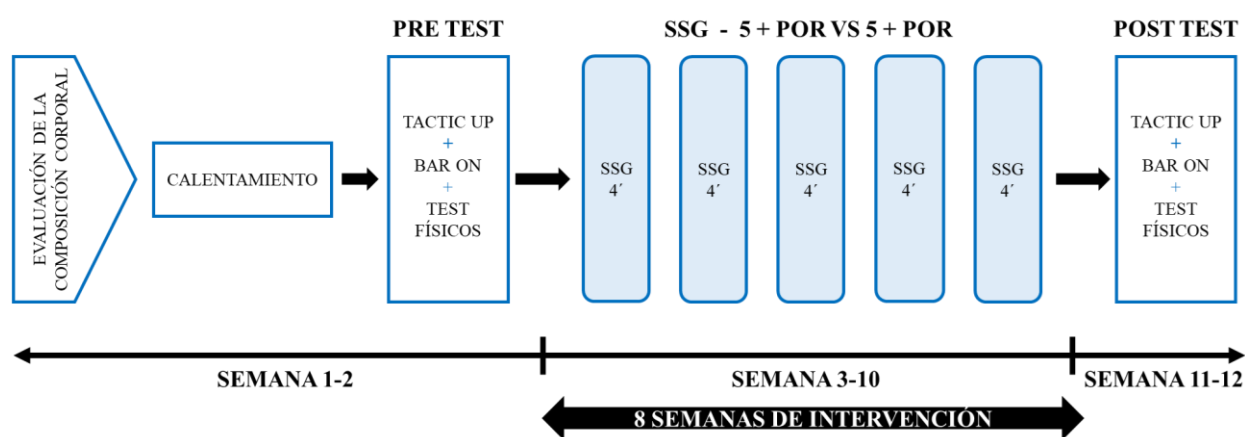 PRE TEST
SSG - 5 + POR VS 5 + POR
POST TEST
EVALUACIÓN DE LA
COMPOSICIÓN CORPORAL
CALENTAMIENTO
TACTIC UP
+
BAR ON
+
TEST
FÍSICOS
SSG
4´
SSG
4´
SSG
4´
SSG
4´
SSG
4´
TACTIC UP
+
BAR ON
+
TEST
FÍSICOS
SEMANA 1-2
SEMANA 3-10
SEMANA 11-12
8 SEMANAS DE INTERVENCIÓN